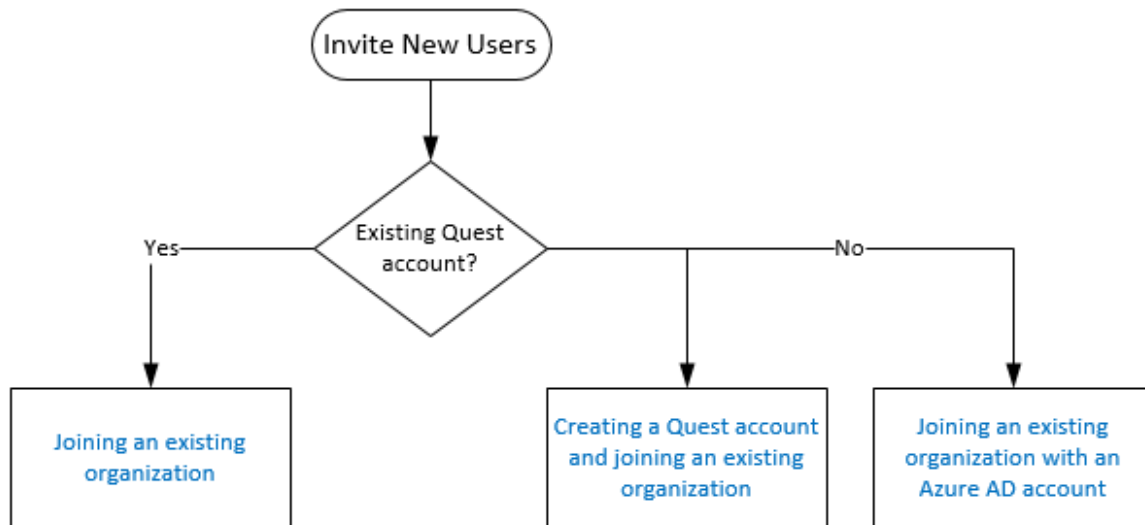 Invite New Users
Existing Quest
account?
Yes
No
Joining an existing
organization
Creating a Quest account
and joining an existing
organization
Joining an existing
organization with an
Azure AD account